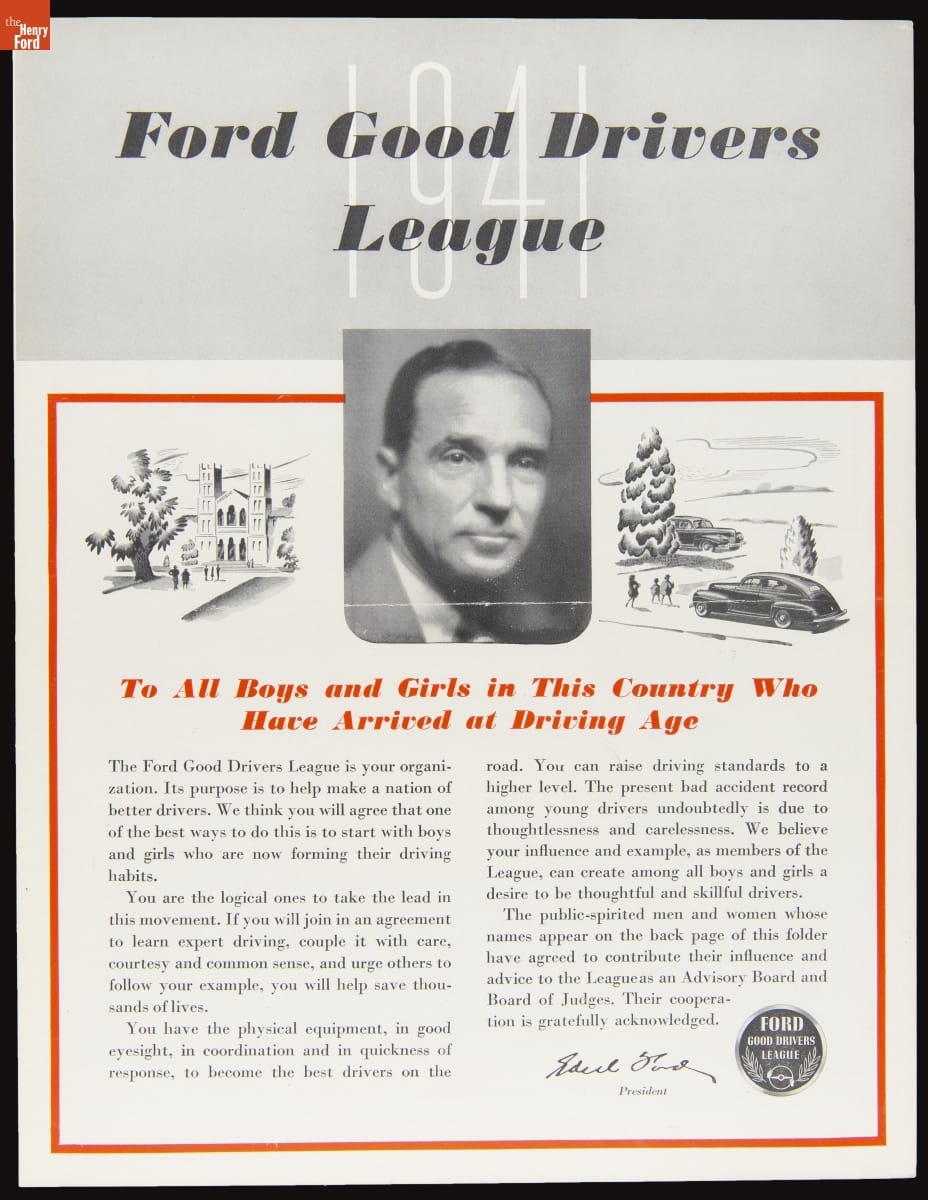 the
Henry
Ford
1941
Ford Good Drivers
League
To All Boys and Girls in This Country Who
Have Arrived at Driving Age
The Ford Good Drivers League is your organi-
zation. Its purpose is to help make a nation of
better drivers. We think you will agree that one
of the best ways to do this is to start with boys
and girls who are now forming their driving
habits.
You are the logical ones to take the lead in
this movement. If you will join in an agreement
to learn expert driving, couple it with care,
courtesy and common sense, and urge others to
follow your example, you will help save thou-
sands of lives.
You have the physical equipment, in good
eyesight, in coordination and in quickness of
response, to become the best drivers on the
road. You can raise driving standards to a
higher level. The present bad accident record
among young drivers undoubtedly is due to
thoughtlessness and carelessness. We believe
your influence and example, as members of the
League, can create among all boys and girls a
desire to be thoughtful and skillful drivers.
The public-spirited men and women whose
names appear on the back page of this folder
have agreed to contribute their influence and
advice to the Leagueas an Advisory Board and
Board of Judges. Their coopera-
tion is gratefully acknowledged.
Edsel Ford
President
FORD
GOOD DRIVERS
LEAGUE